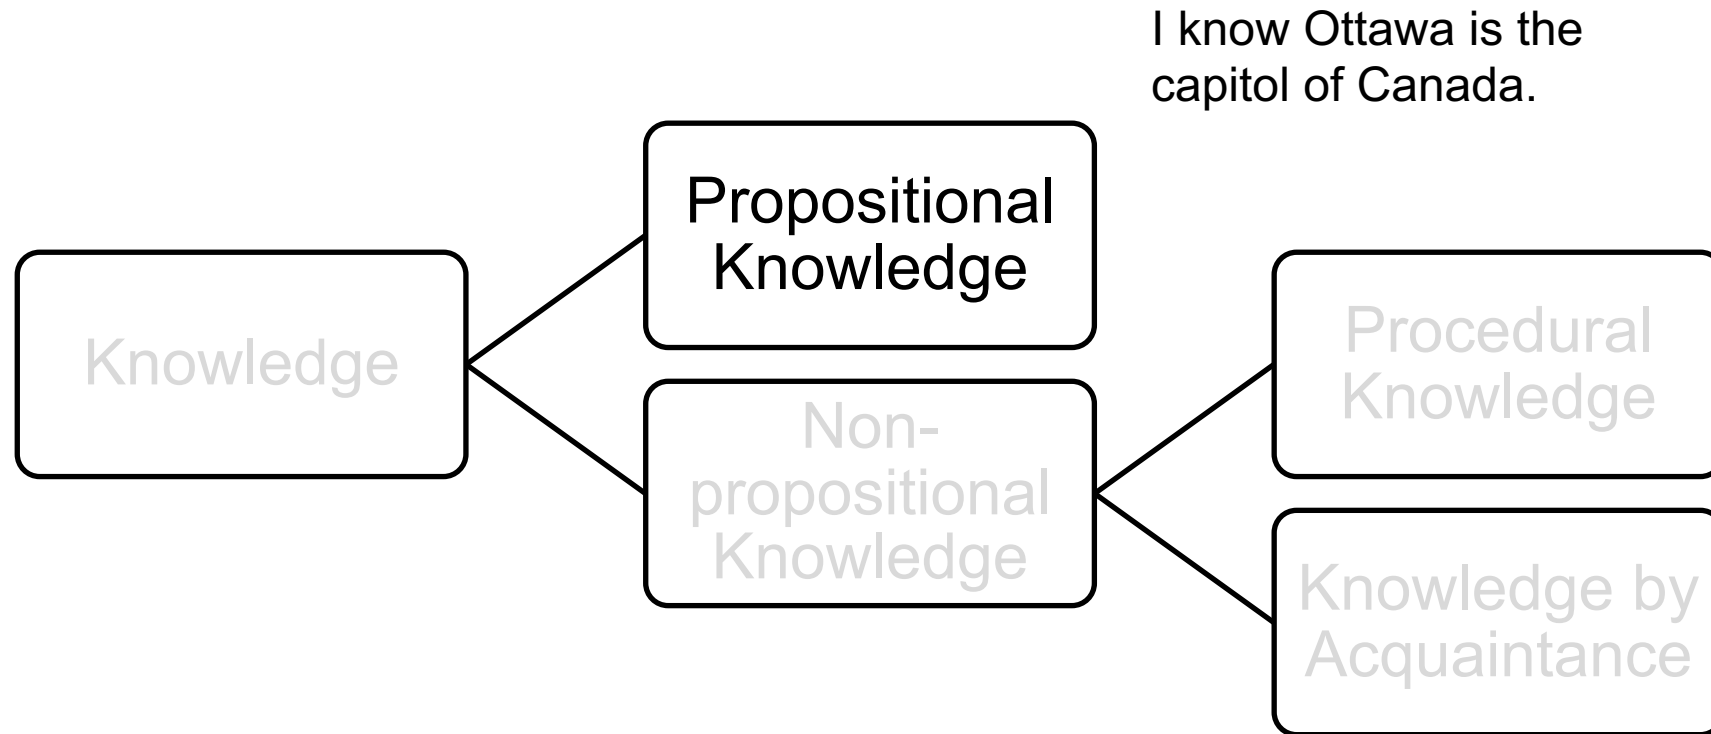 I know Ottawa is the
capitol of Canada.
Propositional
Knowledge
Knowledge
Non-
propositional
Knowledge
Procedural
Knowledge
Knowledge by
Acquaintance